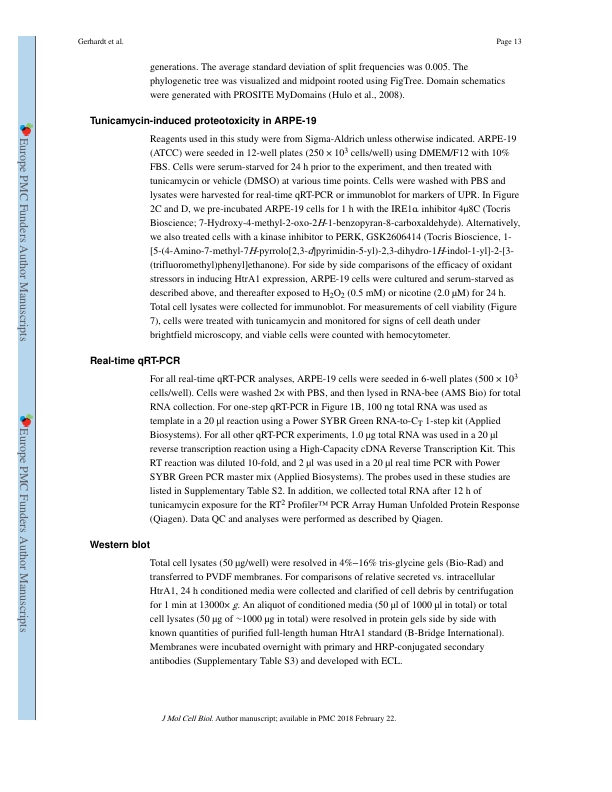 Gerhardt et al.
Page 13
generations. The average standard deviation of split frequencies was 0.005. The
phylogenetic tree was visualized and midpoint rooted using FigTree. Domain schematics
were generated with PROSITE MyDomains (Hulo et al., 2008).
Tunicamycin-induced proteotoxicity in ARPE-19
Reagents used in this study were from Sigma-Aldrich unless otherwise indicated. ARPE-19
(ATCC) were seeded in 12-well plates (250 × 10³ cells/well) using DMEM/F12 with 10%
FBS. Cells were serum-starved for 24 h prior to the experiment, and then treated with
tunicamycin or vehicle (DMSO) at various time points. Cells were washed with PBS and
lysates were harvested for real-time qRT-PCR or immunoblot for markers of UPR. In Figure
2C and D, we pre-incubated ARPE-19 cells for 1 h with the IRE1α inhibitor 4μ8C (Tocris
Bioscience; 7-Hydroxy-4-methyl-2-oxo-2H-1-benzopyran-8-carboxaldehyde). Alternatively,
we also treated cells with a kinase inhibitor to PERK, GSK2606414 (Tocris Bioscience, 1-
[5-(4-Amino-7-methyl-7H-pyrrolo[2,3-d]pyrimidin-5-yl)-2,3-dihydro-1H-indol-1-yl]-2-[3-
(trifluoromethyl)phenyl]ethanone). For side by side comparisons of the efficacy of oxidant
stressors in inducing HtrA1 expression, ARPE-19 cells were cultured and serum-starved as
described above, and thereafter exposed to H₂O₂ (0.5 mM) or nicotine (2.0 μM) for 24 h.
Total cell lysates were collected for immunoblot. For measurements of cell viability (Figure
7), cells were treated with tunicamycin and monitored for signs of cell death under
brightfield microscopy, and viable cells were counted with hemocytometer.
Real-time qRT-PCR
For all real-time qRT-PCR analyses, ARPE-19 cells were seeded in 6-well plates (500 × 10³
cells/well). Cells were washed 2× with PBS, and then lysed in RNA-bee (AMS Bio) for total
RNA collection. For one-step qRT-PCR in Figure 1B, 100 ng total RNA was used as
template in a 20 μl reaction using a Power SYBR Green RNA-to-C_T 1-step kit (Applied
Biosystems). For all other qRT-PCR experiments, 1.0 μg total RNA was used in a 20 μl
reverse transcription reaction using a High-Capacity cDNA Reverse Transcription Kit. This
RT reaction was diluted 10-fold, and 2 μl was used in a 20 μl real time PCR with Power
SYBR Green PCR master mix (Applied Biosystems). The probes used in these studies are
listed in Supplementary Table S2. In addition, we collected total RNA after 12 h of
tunicamycin exposure for the RT² Profiler™ PCR Array Human Unfolded Protein Response
(Qiagen). Data QC and analyses were performed as described by Qiagen.
Western blot
Total cell lysates (50 μg/well) were resolved in 4%–16% tris-glycine gels (Bio-Rad) and
transferred to PVDF membranes. For comparisons of relative secreted vs. intracellular
HtrA1, 24 h conditioned media were collected and clarified of cell debris by centrifugation
for 1 min at 13000× g. An aliquot of conditioned media (50 μl of 1000 μl in total) or total
cell lysates (50 μg of ~1000 μg in total) were resolved in protein gels side by side with
known quantities of purified full-length human HtrA1 standard (B-Bridge International).
Membranes were incubated overnight with primary and HRP-conjugated secondary
antibodies (Supplementary Table S3) and developed with ECL.
J Mol Cell Biol. Author manuscript; available in PMC 2018 February 22.
Europe PMC Funders Author Manuscripts
Europe PMC Funders Author Manuscripts